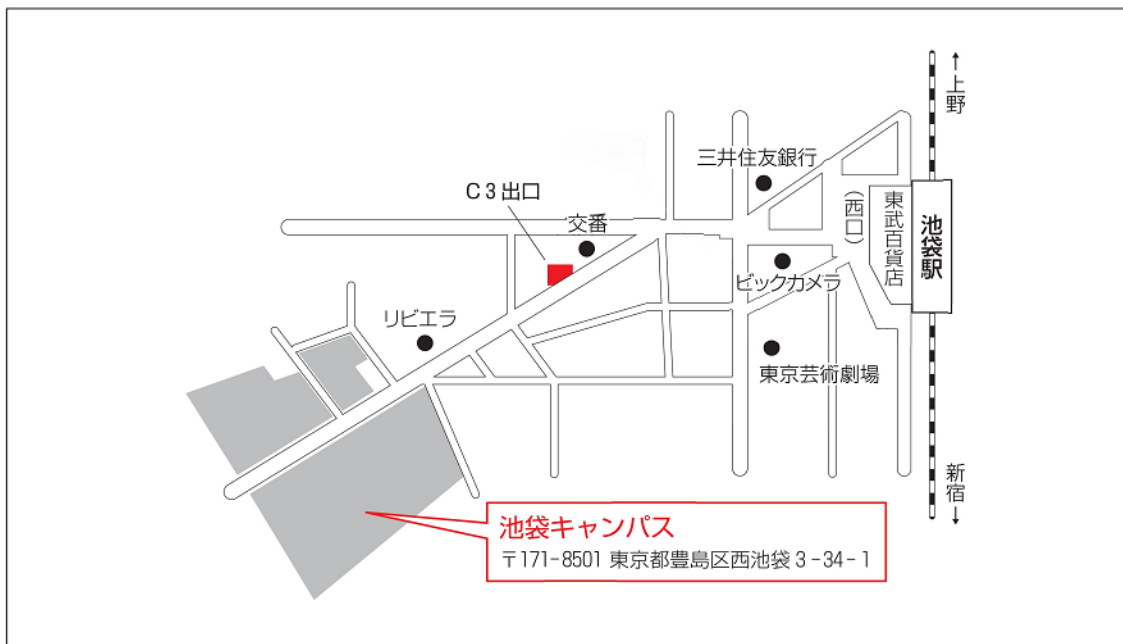 ↑上野
三井住友銀行
C3出口
交番
(西口)
東武百貨店
池袋駅
ビックカメラ
リビエラ
東京芸術劇場
新宿↓
池袋キャンパス
〒171-8501 東京都豊島区西池袋3-34-1